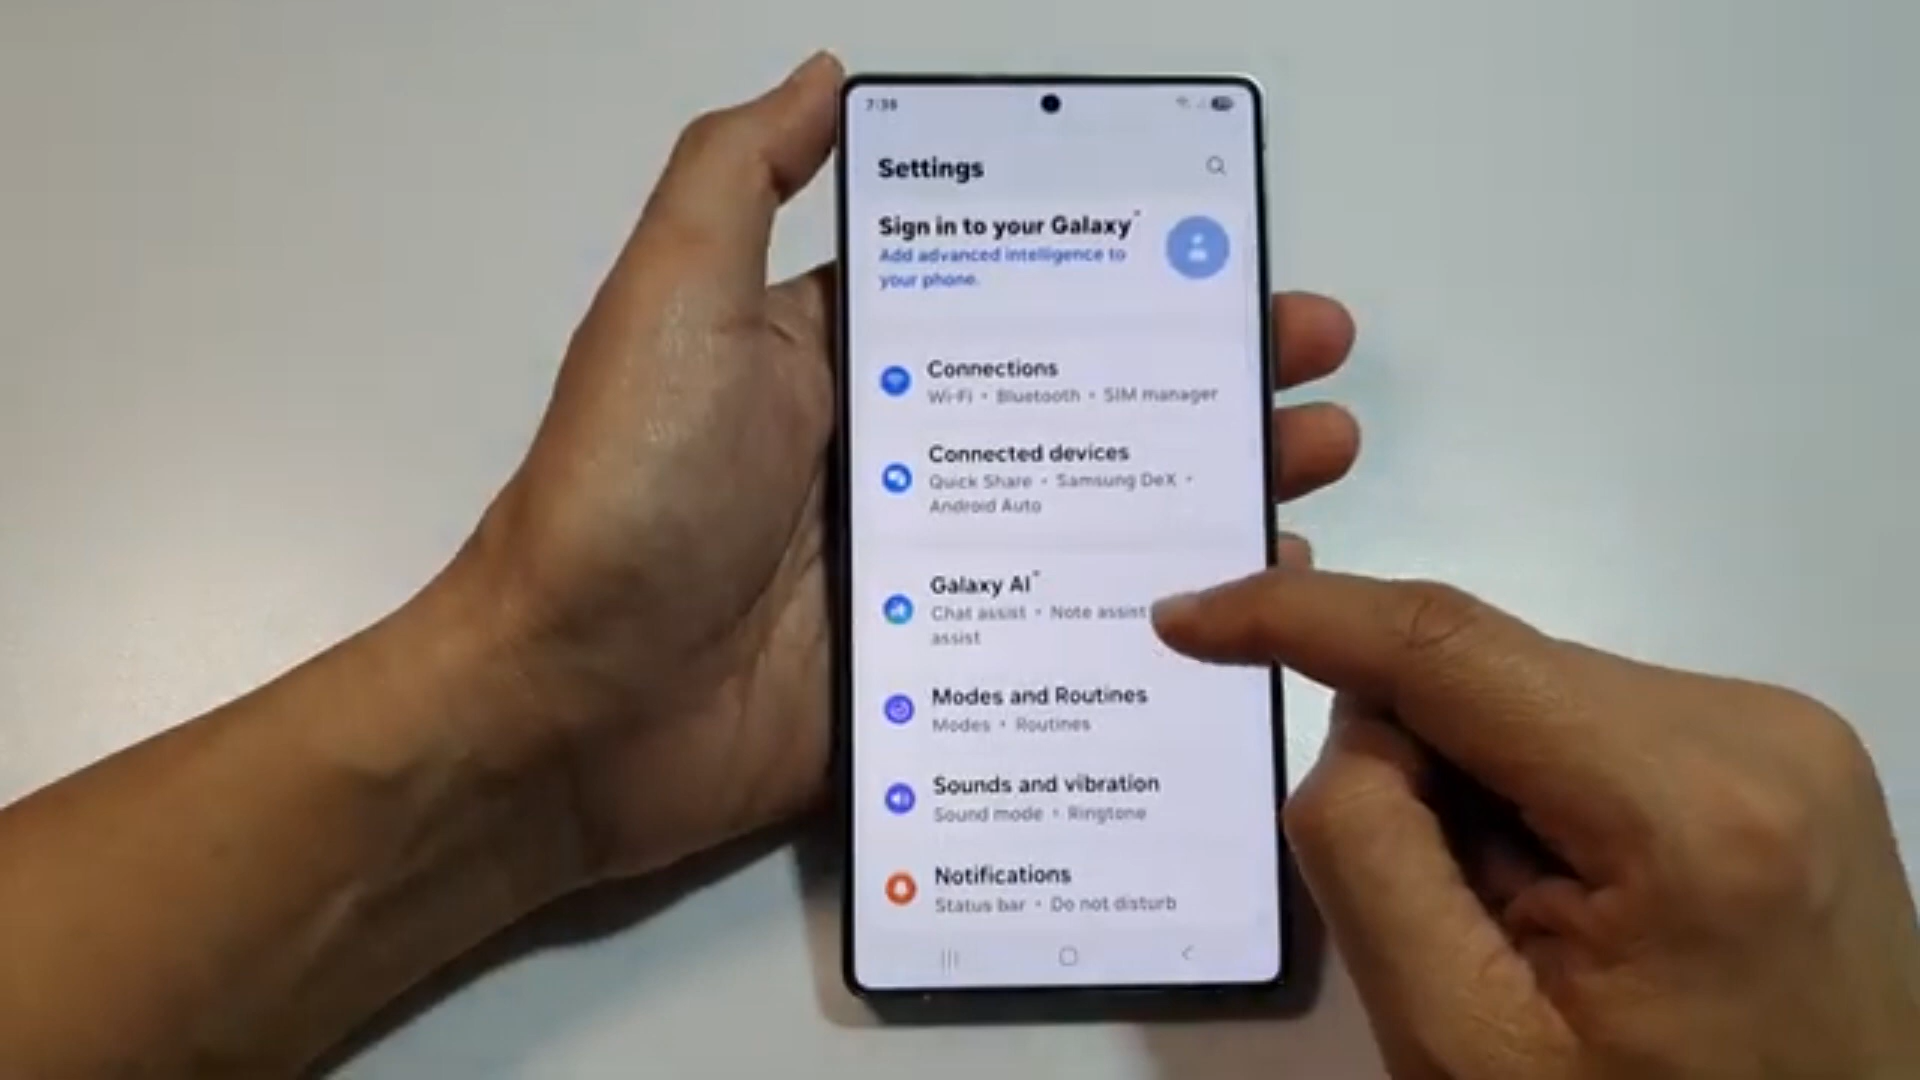 7:38
Settings
Sign in to your Galaxy
Add advanced intelligence to
your phone.
Connections
Wi-Fi • Bluetooth • SIM manager
Connected devices
Quick Share • Samsung DeX •
Android Auto
Galaxy AI
Chat assist • Note assist
assist
Modes and Routines
Modes • Routines
Sounds and vibration
Sound mode • Ringtone
Notifications
Status bar • Do not disturb